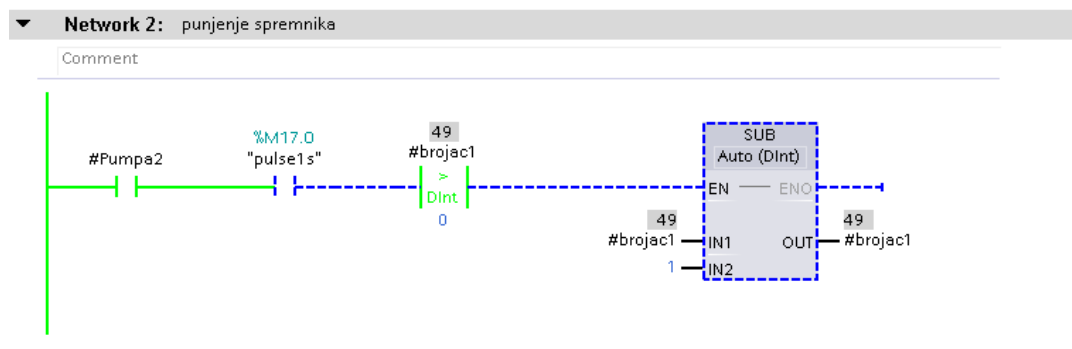 Network 2: punjenje spremnika
Comment
#Pumpa2
%M17.0
"pulse1s"
49
#brojac1
>
DInt
0
SUB
Auto (DInt)
EN ENO
49
#brojac1 IN1
1 IN2
49
OUT #brojac1